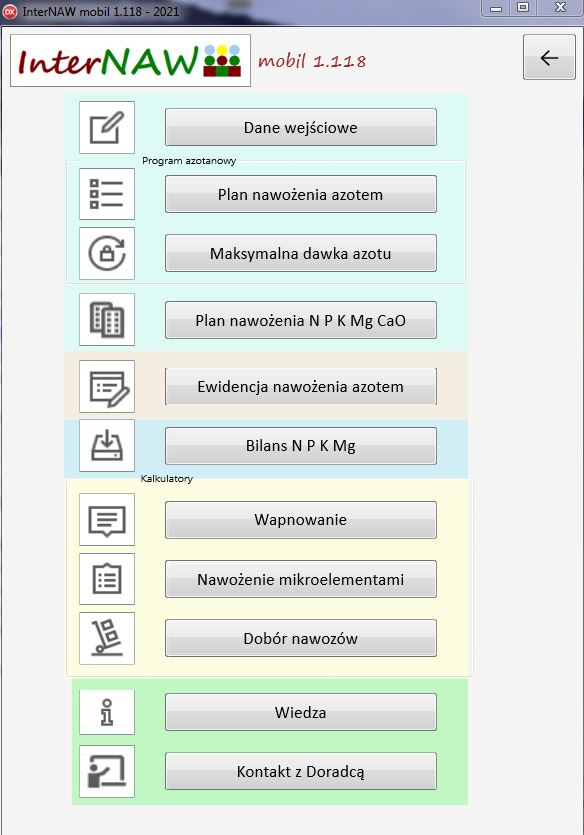 InterNAW mobil 1.118 - 2021
InterNAW mobil 1.118
Dane wejściowe
Program azotanowy
Plan nawożenia azotem
Maksymalna dawka azotu
Plan nawożenia N P K Mg CaO
Ewidencja nawożenia azotem
Bilans N P K Mg
Kalkulatory
Wapnowanie
Nawożenie mikroelementami
Dobór nawozów
Wiedza
Kontakt z Doradcą